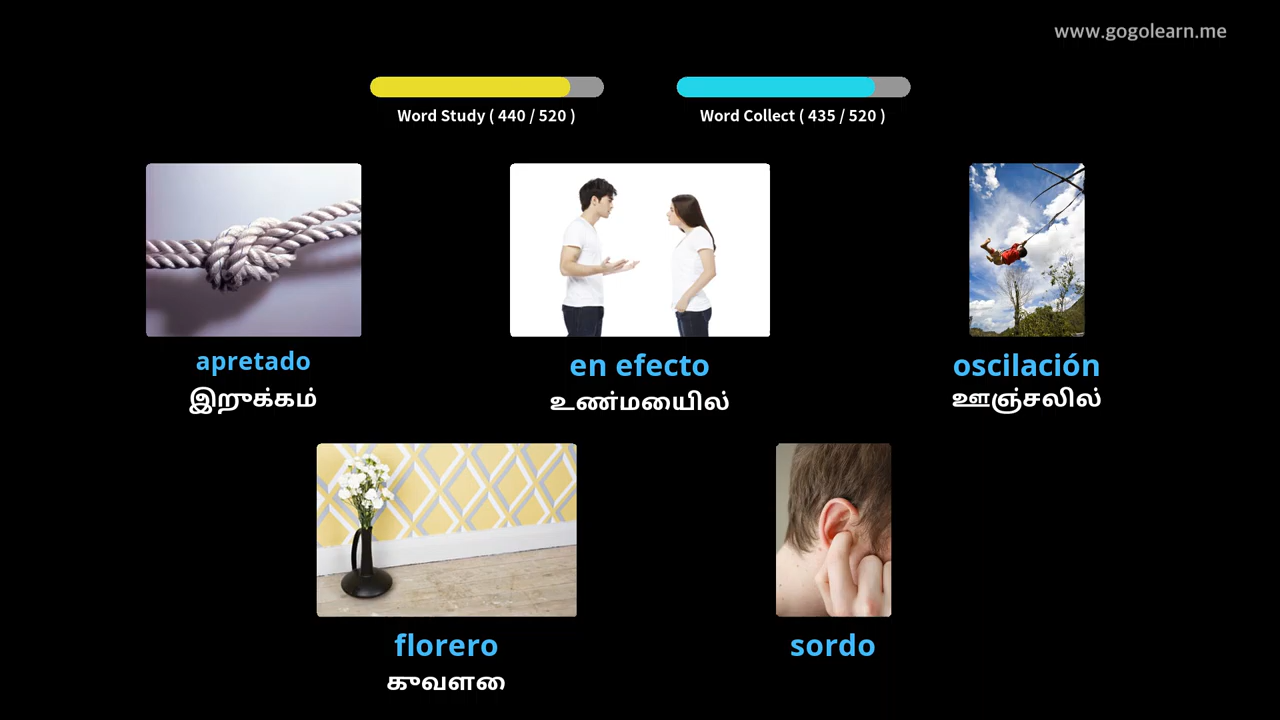 www.gogolearn.me
Word Study ( 440 / 520 )
Word Collect ( 435 / 520 )
apretado
இறுக்கம்
en efecto
உண்மையில்
oscilación
ஊஞ்சலில்
florero
குவளை
sordo